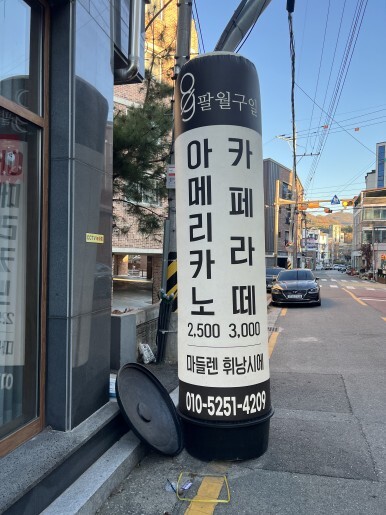 팔월구일
아메리카노
카페라떼
2,500 3,000
마들렌 휘낭시에
010-5251-4209